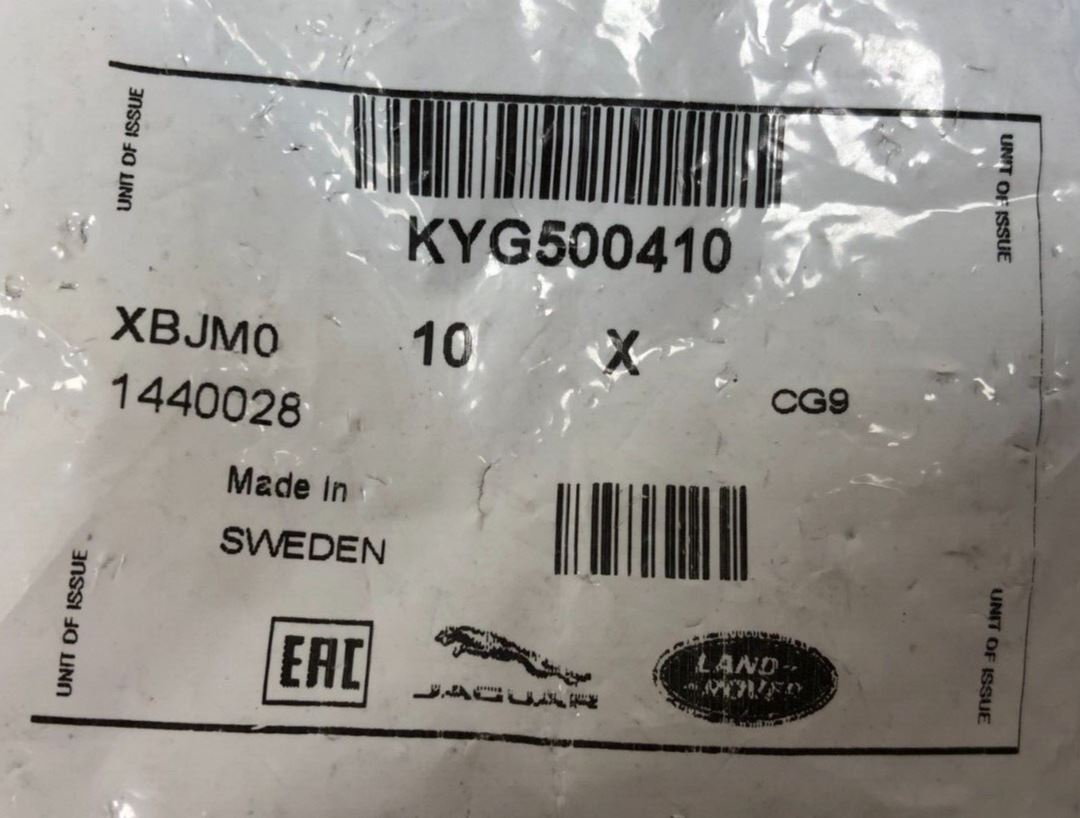 UNIT OF ISSUE
UNIT OF ISSUE
KYG500410
XBJM0 10 X
1440028 CG9
Made In
SWEDEN
UNIT OF ISSUE
UNIT OF ISSUE
EAC
JAGUAR
LAND-
-ROVER